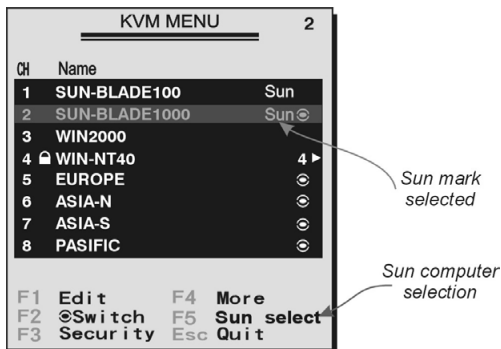 KVM MENU 2
CH Name
1 SUN-BLADE100 Sun
2 SUN-BLADE1000 Sun
3 WIN2000
4 WIN-NT40 4
5 EUROPE
6 ASIA-N
7 ASIA-S
8 PASIFIC
Sun mark
selected
Sun computer
selection
F1 Edit F4 More
F2 Switch F5 Sun select
F3 Security Esc Quit